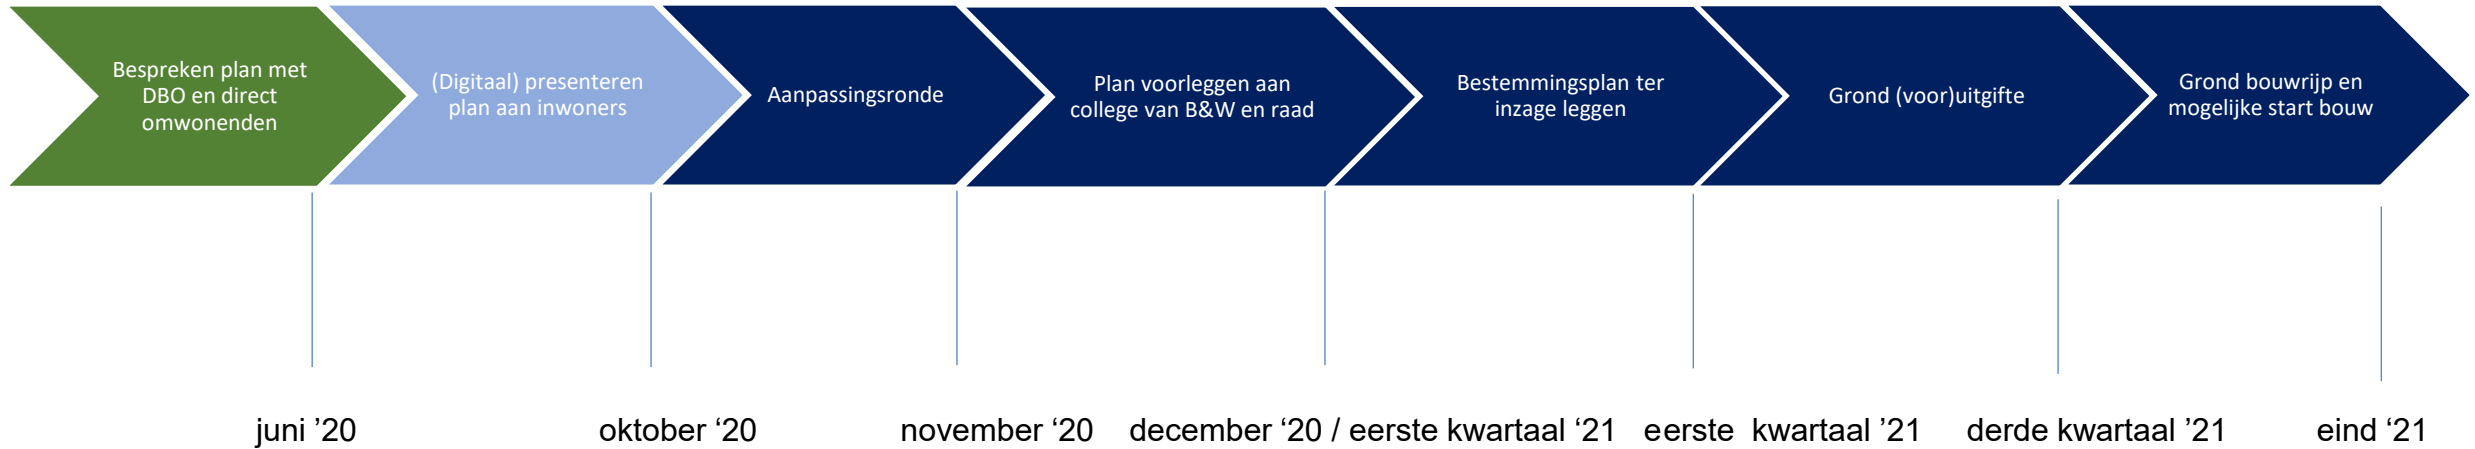 Bespreken plan met
DBO en direct
omwonenden
(Digitaal) presenteren
plan aan inwoners
Aanpassingsronde
Plan voorleggen aan
college van B&W en raad
Bestemmingsplan ter
inzage leggen
Grond (voor)uitgifte
Grond bouwrijp en
mogelijke start bouw
juni ’20
oktober ‘20
november ‘20
december ‘20 / eerste kwartaal ‘21
eerste kwartaal ’21
derde kwartaal ’21
eind ‘21